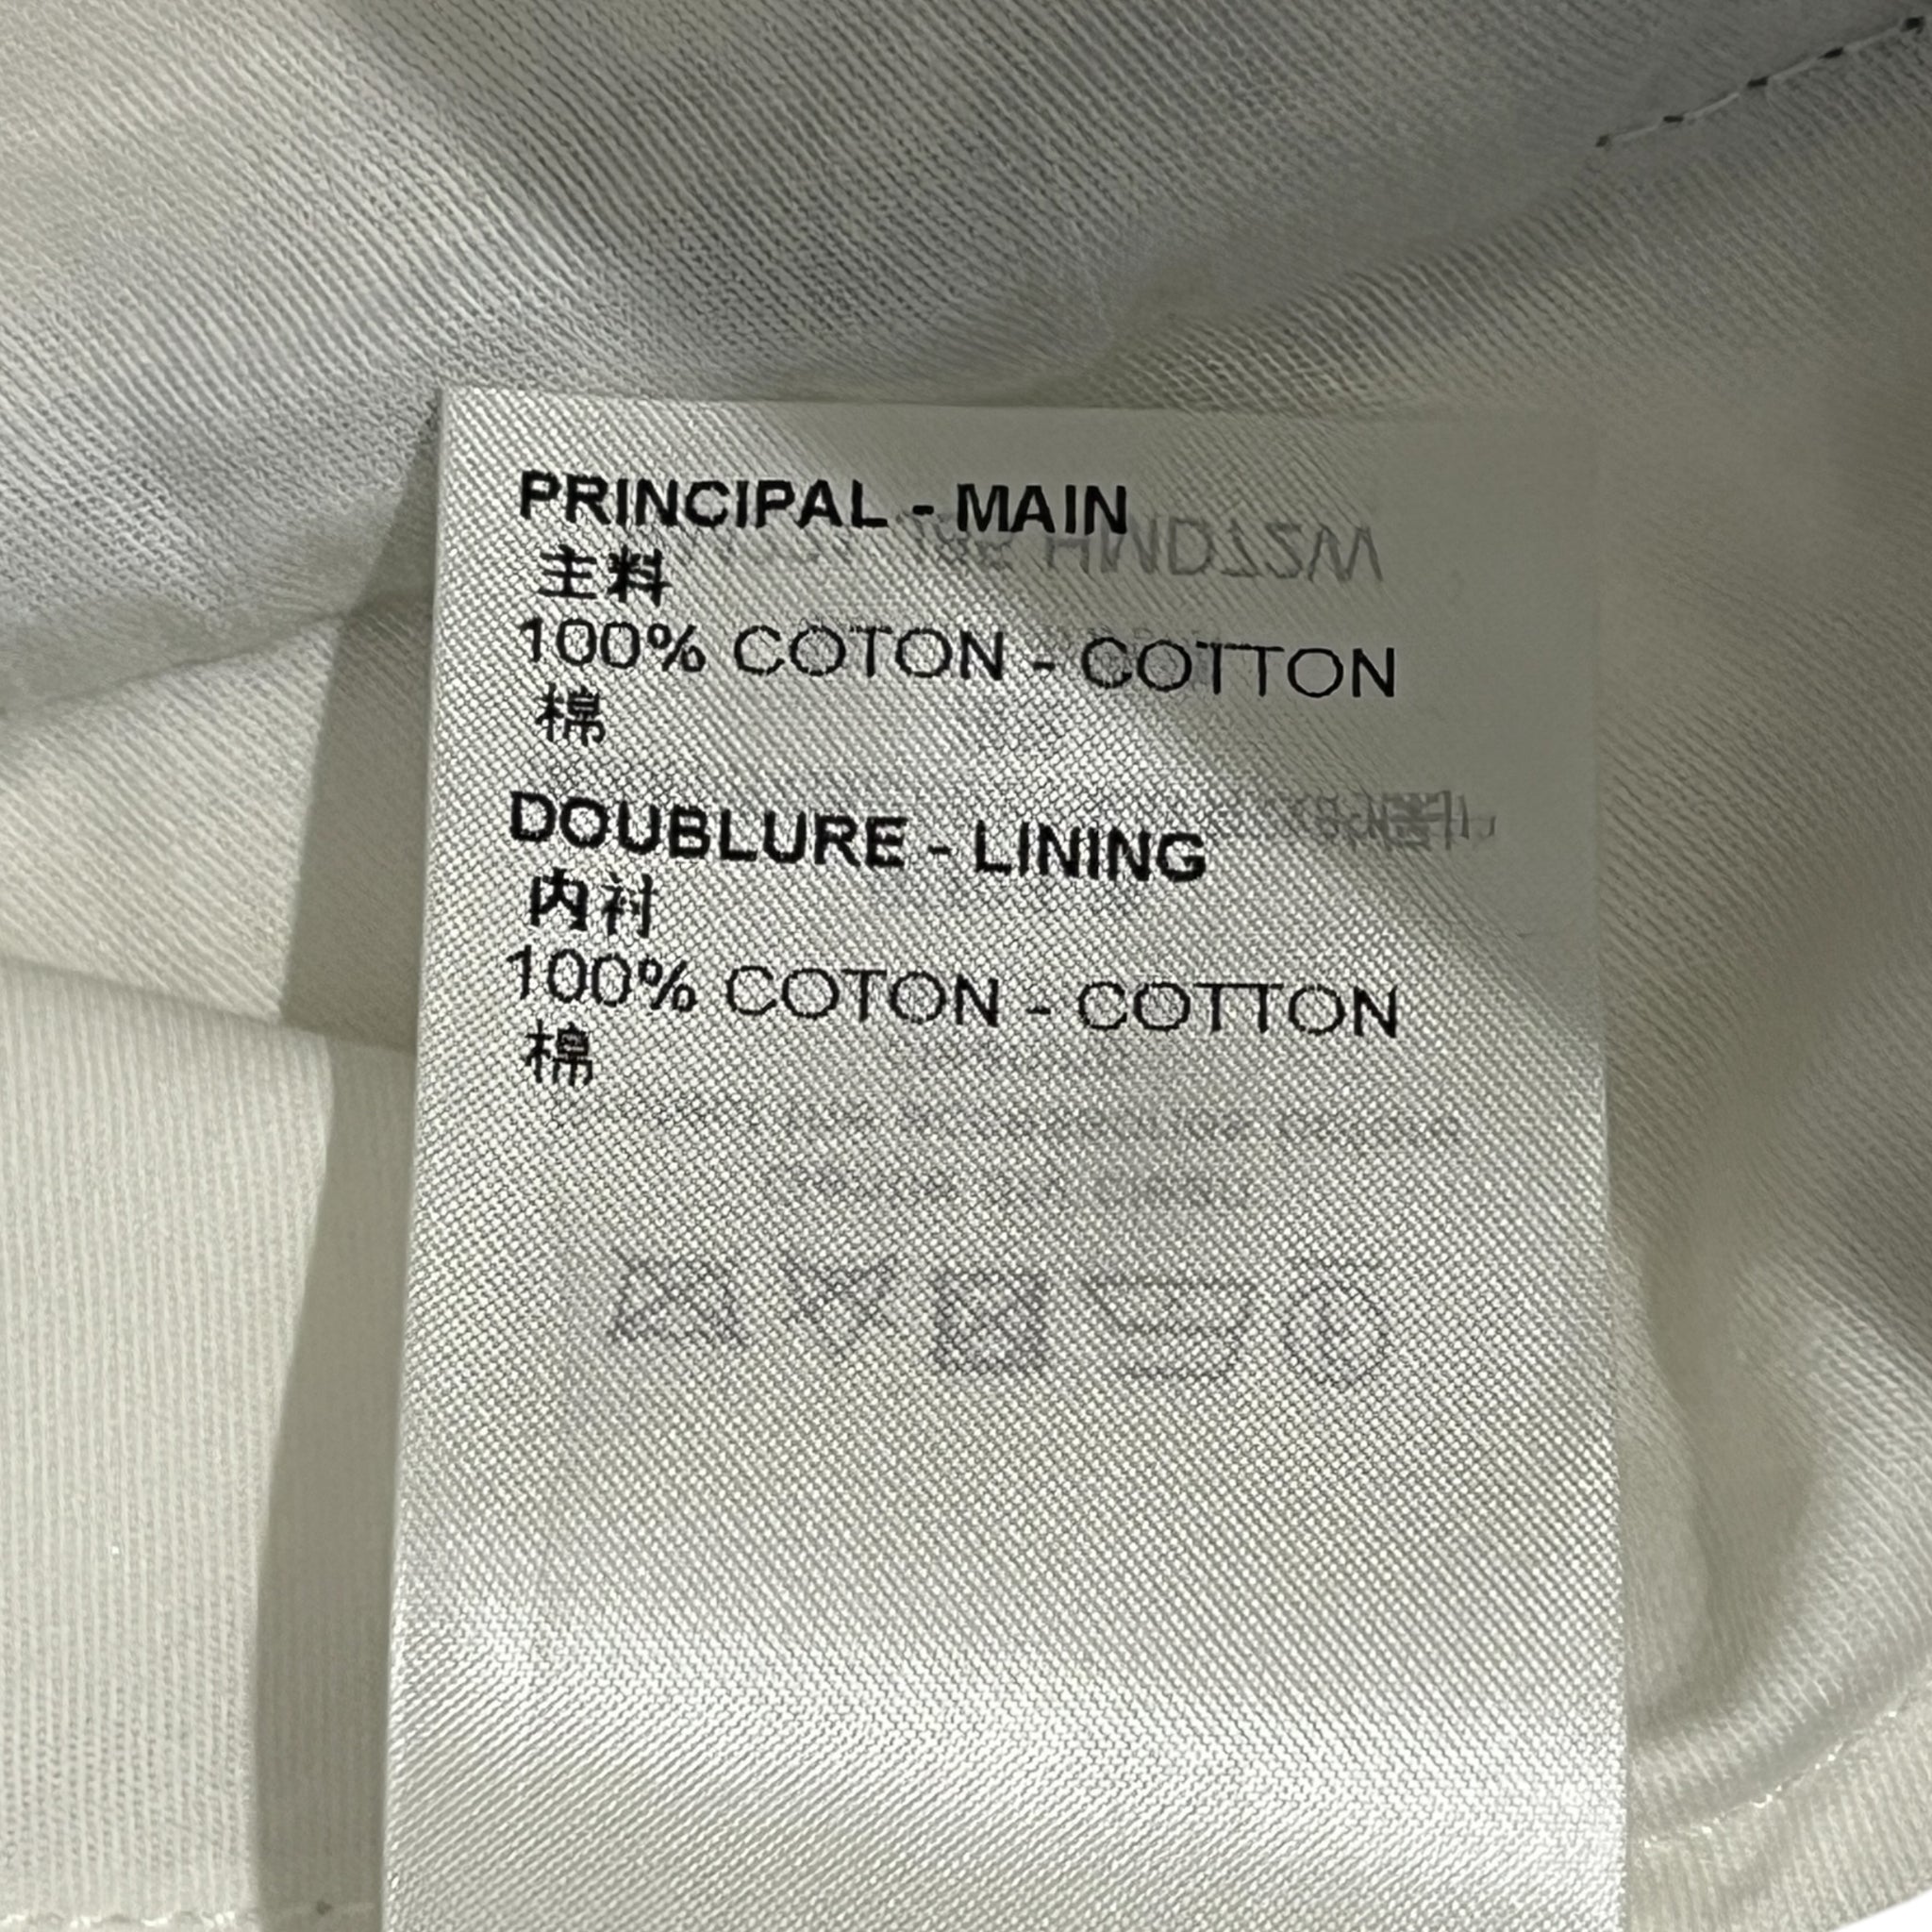 PRINCIPAL - MAIN
主料
100% COTON - COTTON
棉
DOUBLURE - LINING
内衬
100% COTON - COTTON
棉